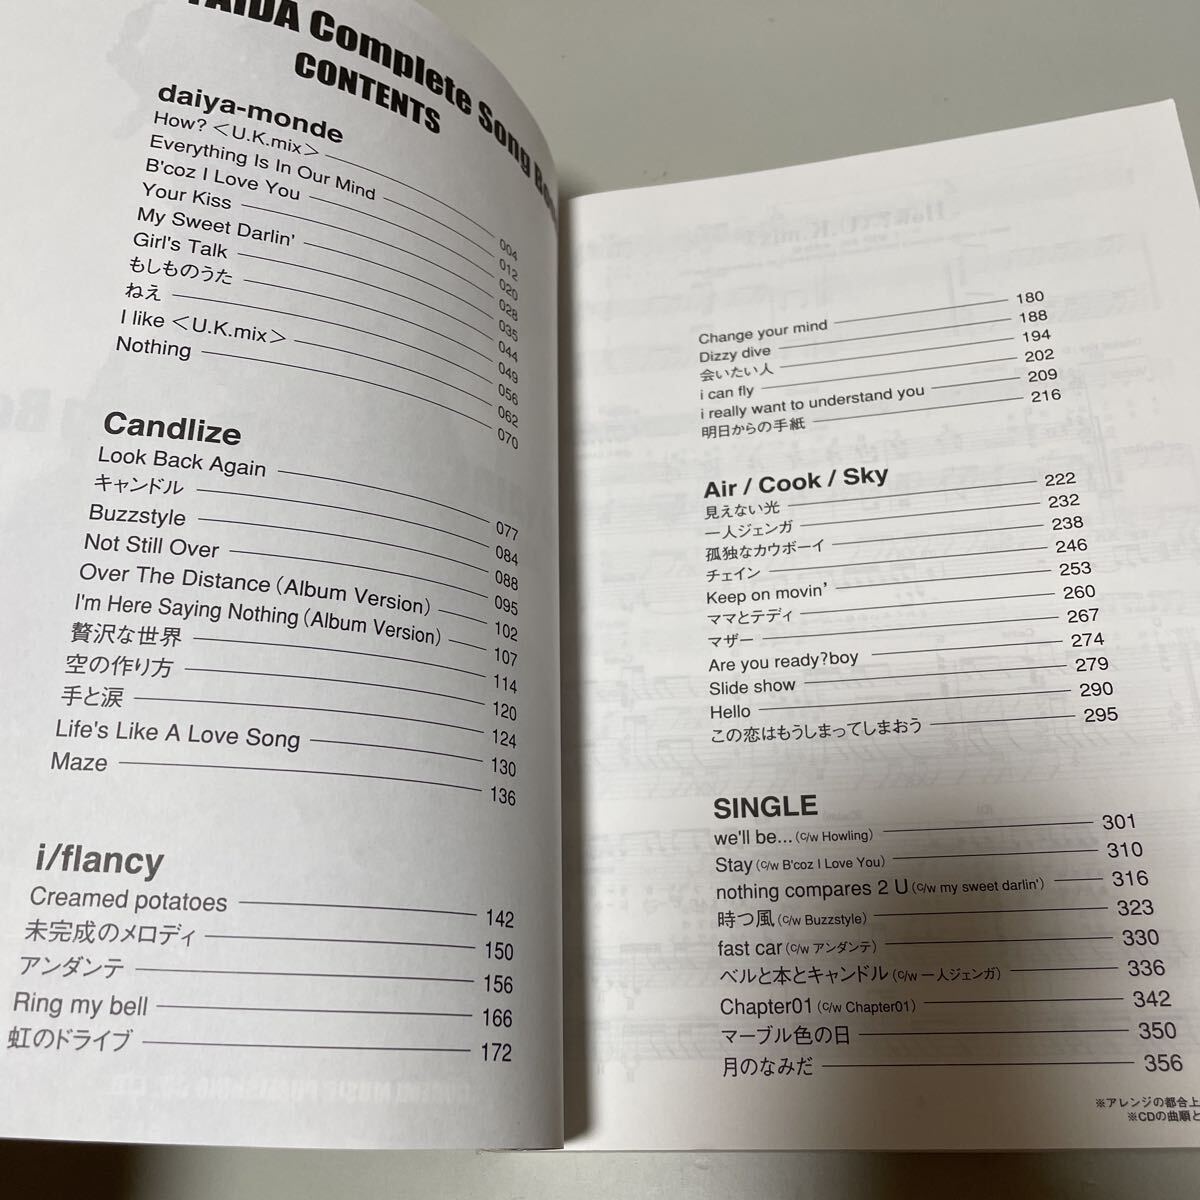 Complete Song
CONTENTS
daiya-monde
How? <U.K.mix> 004
Everything Is In Our Mind 012
B'coz I Love You 020
Your Kiss 028
My Sweet Darlin' 035
Girl's Talk 044
もしものうた 049
ねえ 056
I like <U.K.mix> 062
Nothing 070
Candlize
Look Back Again 077
キャンドル 084
Buzzstyle 088
Not Still Over 095
Over The Distance (Album Version) 102
I'm Here Saying Nothing (Album Version) 107
贅沢な世界 114
空の作り方 120
手と涙 124
Life's Like A Love Song 130
Maze 136
i/flancy
Creamed potatoes 142
未完成のメロディ 150
アンダンテ 156
Ring my bell 166
虹のドライブ 172
Change your mind 180
Dizzy dive 188
会いたい人 194
i can fly 202
i really want to understand you 209
明日からの手紙 216
Air / Cook / Sky
見えない光 222
一人ジェンガ 232
孤独なカウボーイ 238
チェイン 246
Keep on movin' 253
ママとテディ 260
マザー 267
Are you ready?boy 274
Slide show 279
Hello 290
この恋はもうしまってしまおう 295
SINGLE
we'll be... (c/w Howling) 301
Stay (c/w B'coz I Love You) 310
nothing compares 2 U (c/w my sweet darlin') 316
時つ風 (c/w Buzzstyle) 323
fast car (c/w アンダンテ) 330
ベルと本とキャンドル (c/w 一人ジェンガ) 336
Chapter01 (c/w Chapter01) 342
マーブル色の日 350
月のなみだ 356
※アレンジの都合上
※CDの曲順と